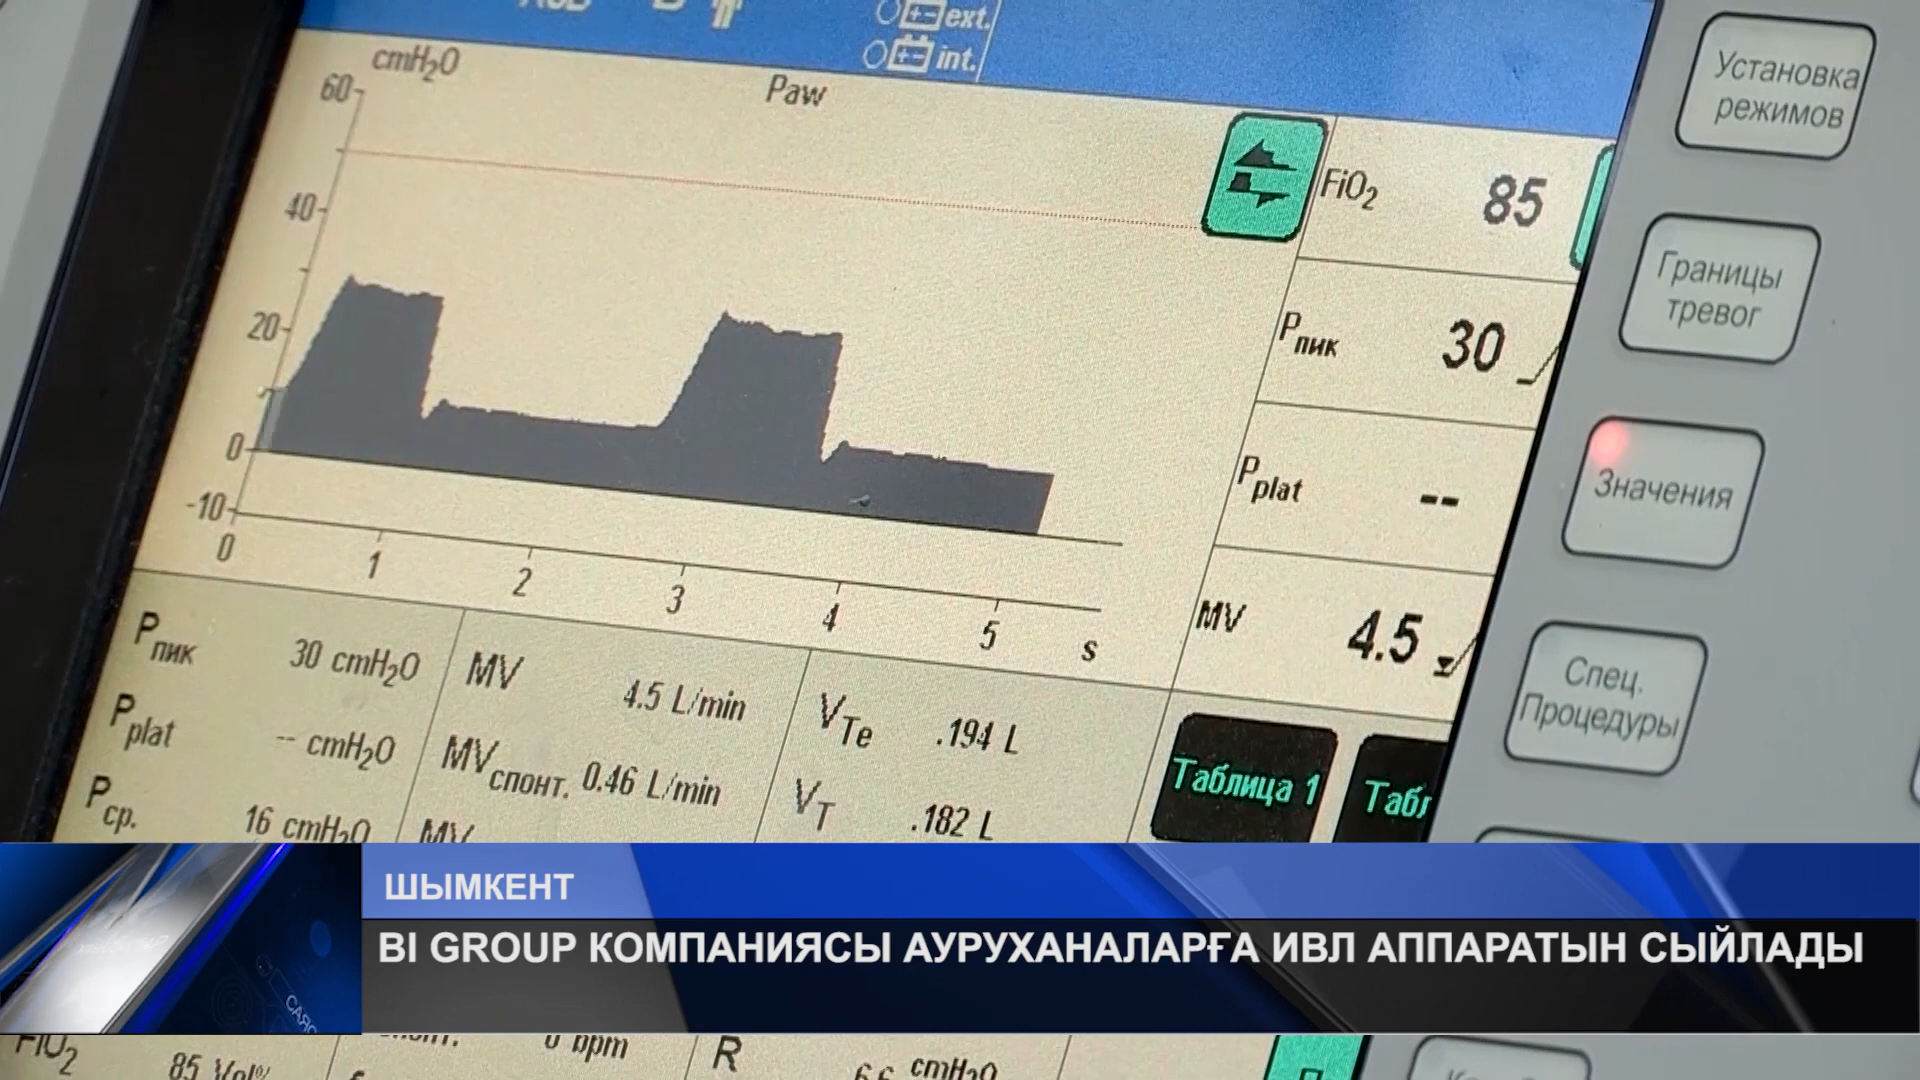 ext.
int.
cmH2O
Paw
60
40
20
0
-10
0 1 2 3 4 5 s
FiO2 85
Pпик 30
Pplat --
MV 4.5
Pпик 30 cmH2O
Pplat -- cmH2O
Pср. 16 cmH2O
MV 4.5 L/min
MVспонт. 0.46 L/min
MV
VTe .194 L
VT .182 L
Таблица 1
Установка
режимов
Границы
тревог
Значения
Спец.
Процедуры
ШЫМКЕНТ
BI GROUP КОМПАНИЯСЫ АУРУХАНАЛАРҒА ИВЛ АППАРАТЫН СЫЙЛАДЫ
FiO2 85 Vol%
0 bpm
R
cmH2O